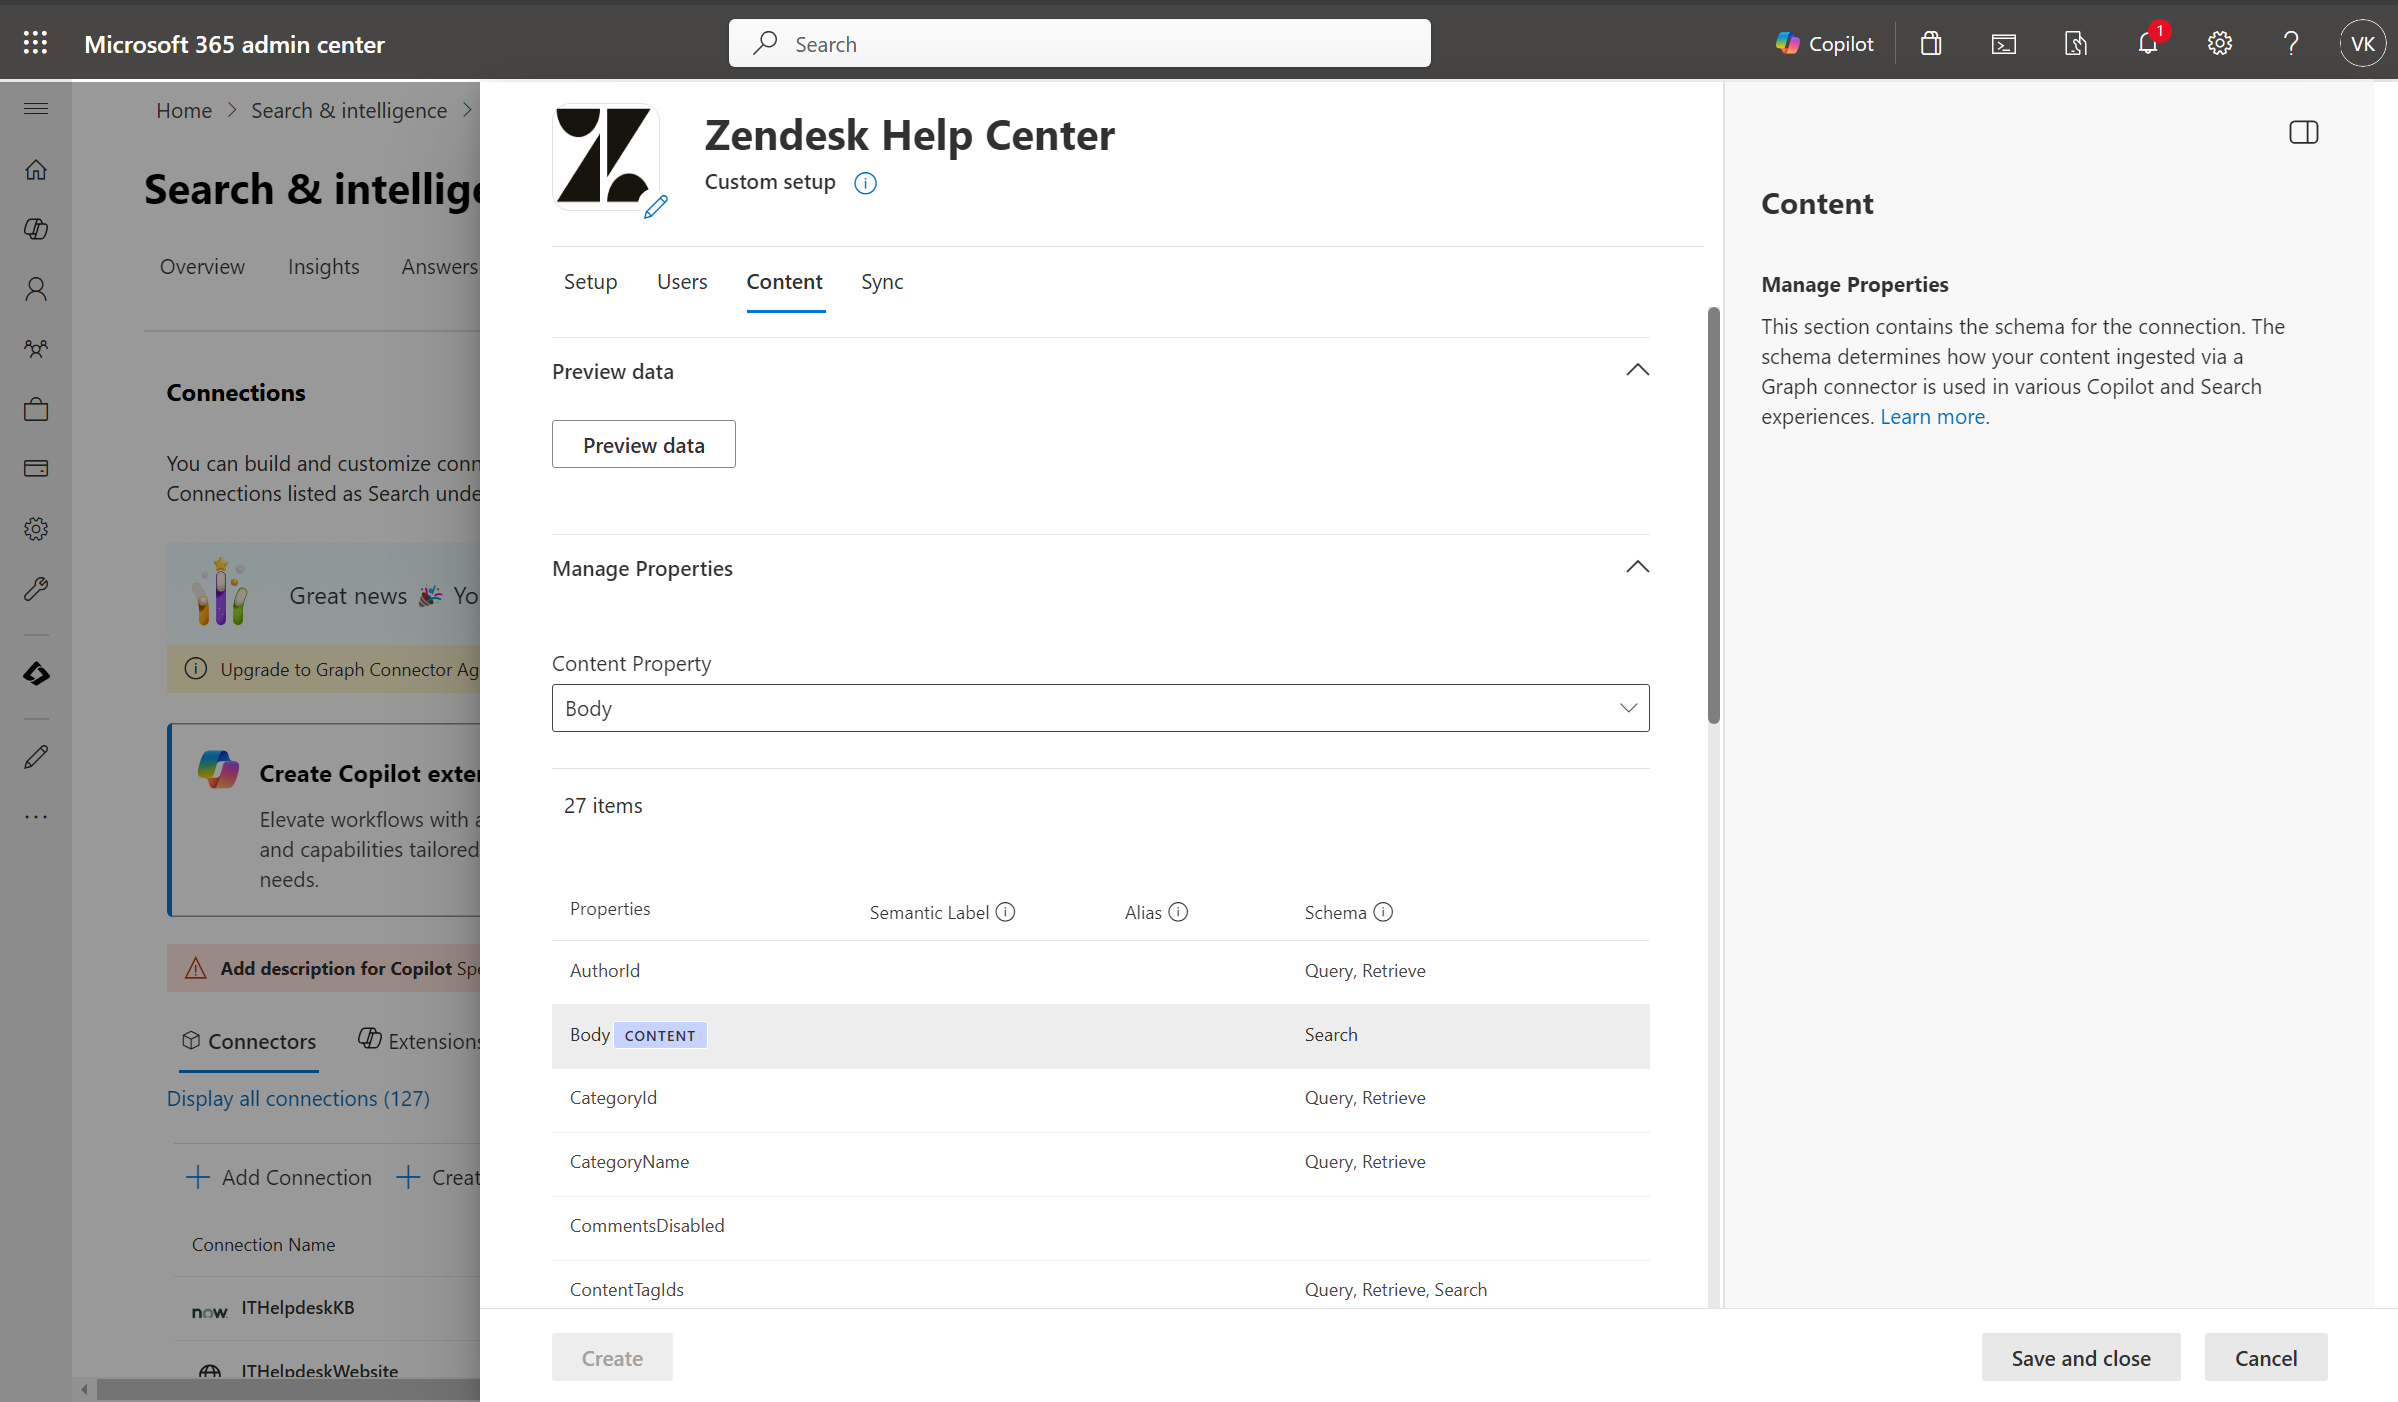 Microsoft 365 admin center
Search
Copilot
1
VK
Home
Search & intelligence
Search & intellige
Overview
Insights
Answers
Connections
You can build and customize conn
Connections listed as Search unde
Great news 🎉 Yo
Upgrade to Graph Connector Ag
Create Copilot exter
Elevate workflows with a
and capabilities tailored
needs.
Add description for Copilot Spe
Connectors
Extensions
Display all connections (127)
Add Connection
Creat
Connection Name
now.
ITHelpdeskKB
ITHelpdeskWebsite
Zendesk Help Center
Custom setup
Setup
Users
Content
Sync
Preview data
Preview data
Manage Properties
Content Property
Body
27 items
Properties
Semantic Label
Alias
Schema
AuthorId
Query, Retrieve
Body CONTENT
Search
CategoryId
Query, Retrieve
CategoryName
Query, Retrieve
CommentsDisabled
ContentTagIds
Query, Retrieve, Search
Create
Save and close
Cancel
Content
Manage Properties
This section contains the schema for the connection. The
schema determines how your content ingested via a
Graph connector is used in various Copilot and Search
experiences. Learn more.